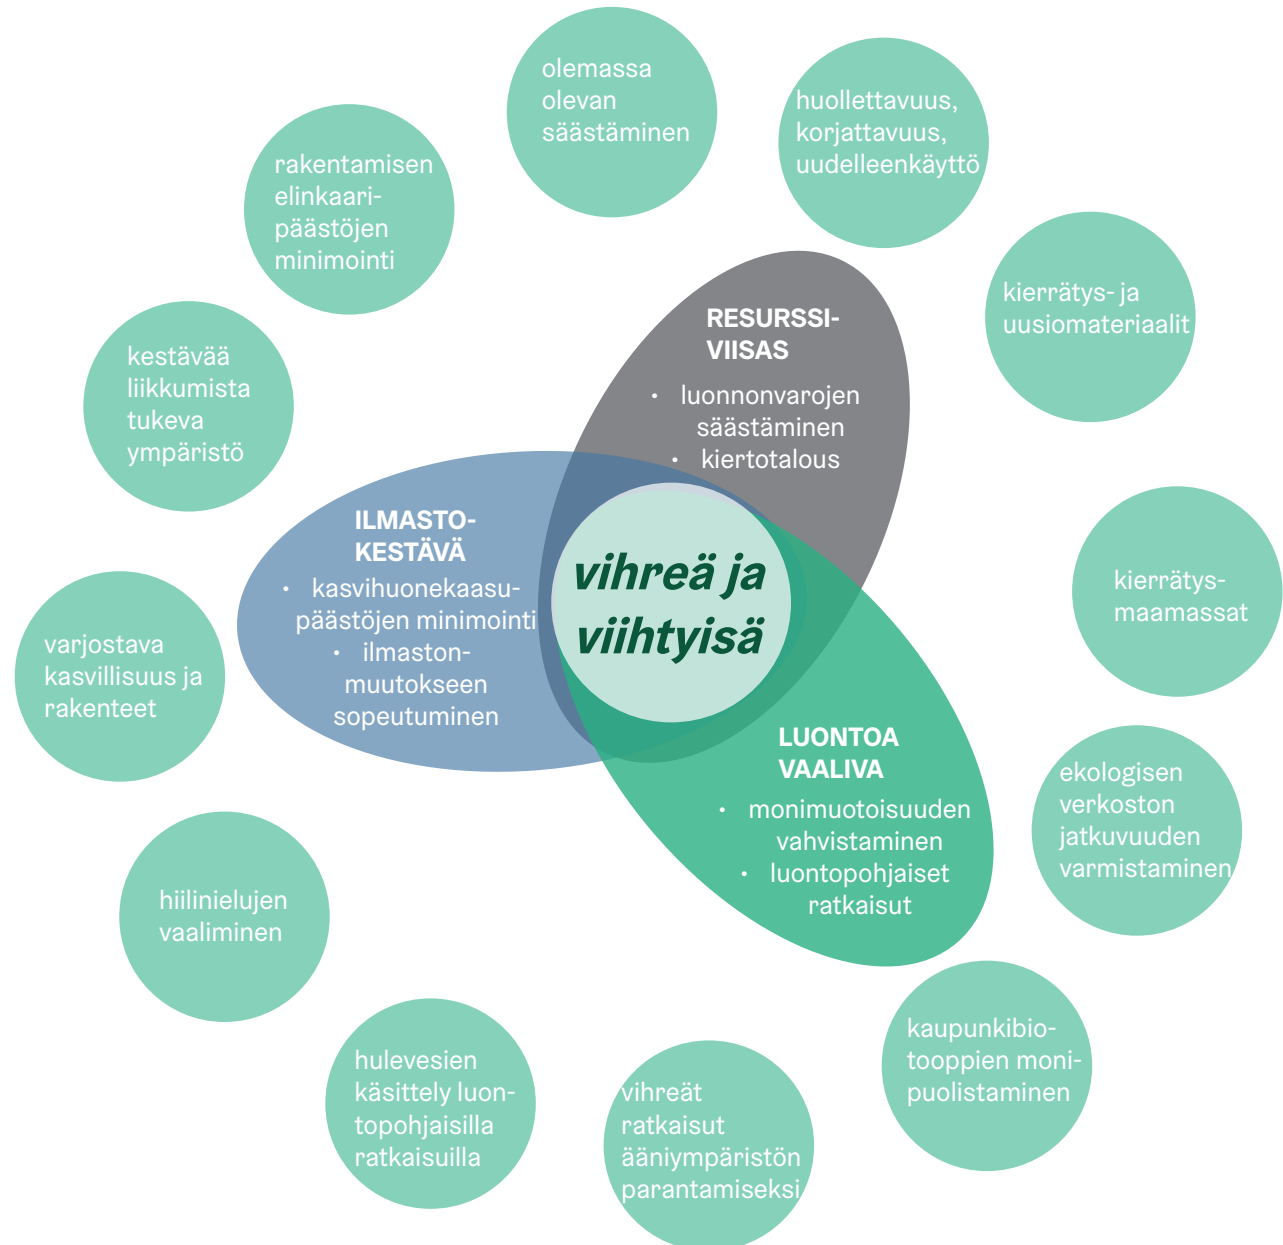 olemassa
olevan
säästäminen
huollettavuus,
korjattavuus,
uudelleenkäyttö
rakentamisen
elinkaari-
päästöjen
minimointi
kierrätys- ja
uusiomateriaalit
kestävää
liikkumista
tukeva
ympäristö
RESURSSI-
VIISAS
• luonnonvarojen
säästäminen
• kiertotalous
ILMASTO-
KESTÄVÄ
• kasvihuonekaasu-
päästöjen minimointi
• ilmaston-
muutokseen
sopeutuminen
vihreä ja
viihtyisä
kierrätys-
maamassat
varjostava
kasvillisuus ja
rakenteet
LUONTOA
VAALIVA
• monimuotoisuuden
vahvistaminen
• luontopohjaiset
ratkaisut
ekologisen
verkoston
jatkuvuuden
varmistaminen
hiilinielujen
vaaliminen
kaupunkibio-
tooppien moni-
puolistaminen
hulevesien
käsittely luon-
topohjaisilla
ratkaisuilla
vihreät
ratkaisut
ääniympäristön
parantamiseksi